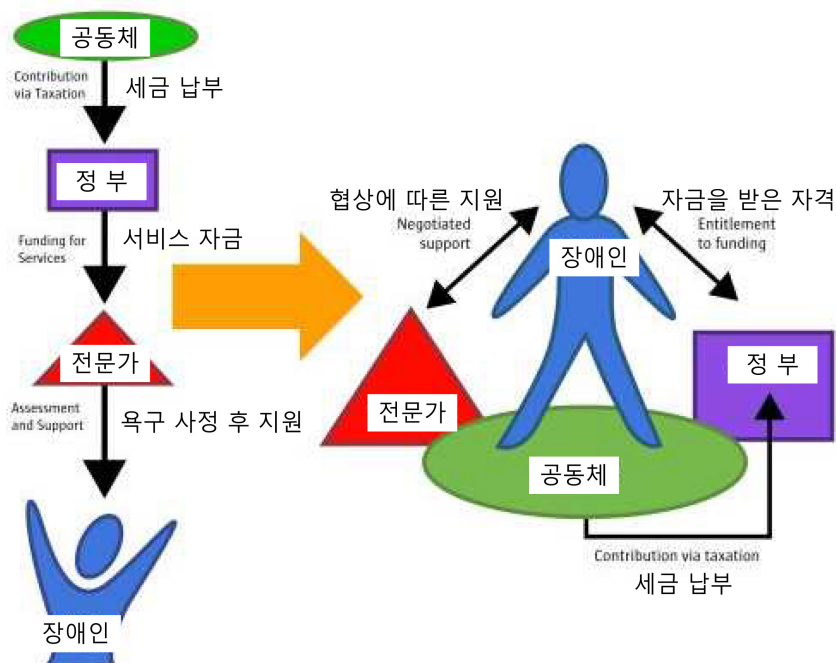 공동체
Contribution
via Taxation
세금 납부
정 부
Funding for
Services
서비스 자금
전문가
Assessment
and Support
욕구 사정 후 지원
장애인
협상에 따른 지원
Negotiated
support
자금을 받은 자격
Entitlement
to funding
장애인
전문가
정 부
공동체
Contribution via taxation
세금 납부